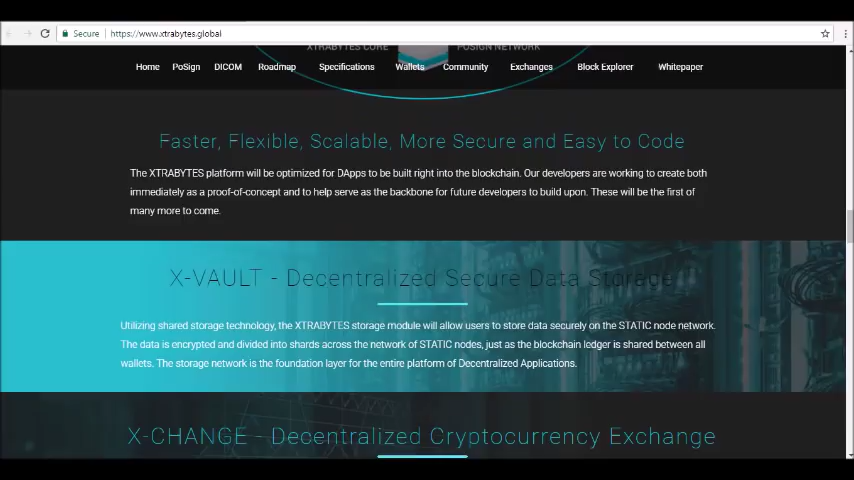 Secure https://www.xtrabytes.global
XTRABYTES CORE POSIGN NETWORK
Home PoSign DICOM Roadmap Specifications Wallets Community Exchanges Block Explorer Whitepaper
Faster, Flexible, Scalable, More Secure and Easy to Code
The XTRABYTES platform will be optimized for DApps to be built right into the blockchain. Our developers are working to create both
immediately as a proof-of-concept and to help serve as the backbone for future developers to build upon. These will be the first of
many more to come.
X-VAULT - Decentralized Secure Data Storage
Utilizing shared storage technology, the XTRABYTES storage module will allow users to store data securely on the STATIC node network.
The data is encrypted and divided into shards across the network of STATIC nodes, just as the blockchain ledger is shared between all
wallets. The storage network is the foundation layer for the entire platform of Decentralized Applications.
X-CHANGE - Decentralized Cryptocurrency Exchange